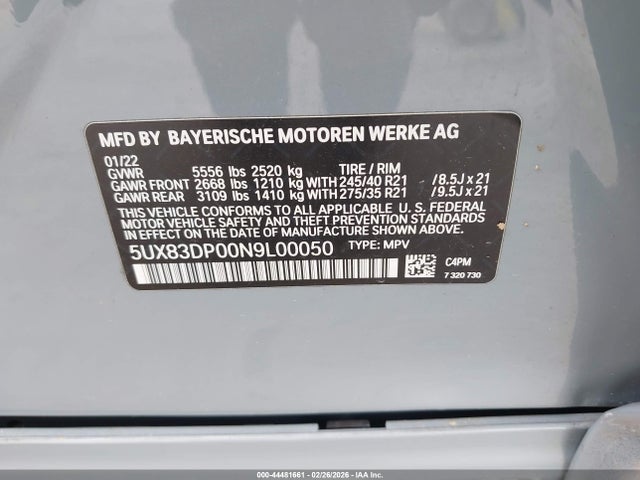 MFD BY BAYERISCHE MOTOREN WERKE AG
01/22
GVWR 5556 lbs 2520 kg TIRE / RIM
GAWR FRONT 2668 lbs 1210 kg WITH 245/40 R21 /8.5J x 21
GAWR REAR 3109 lbs 1410 kg WITH 275/35 R21 /9.5J x 21
THIS VEHICLE CONFORMS TO ALL APPLICABLE U. S. FEDERAL
MOTOR VEHICLE SAFETY AND THEFT PREVENTION STANDARDS
IN EFFECT ON THE DATE OF MANUFACTURE SHOWN ABOVE.
5UX83DP00N9L00050 TYPE: MPV
C4PM
7 320 730
000-44481661 | 02/26/2026 | IAA Inc.